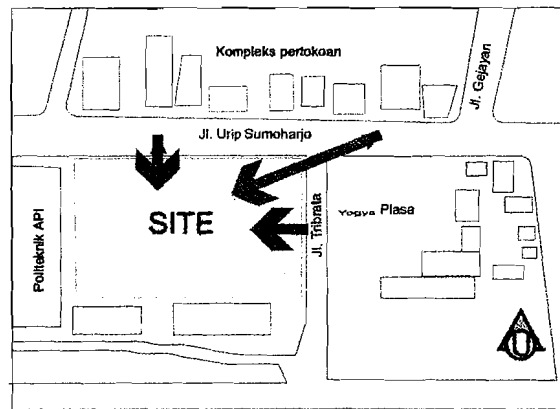 Kompleks pertokoan
Jl. Gejayan
Jl. Urip Sumoharjo
Politeknik API
SITE
Jl. Tribrata
Yogya Plasa
U